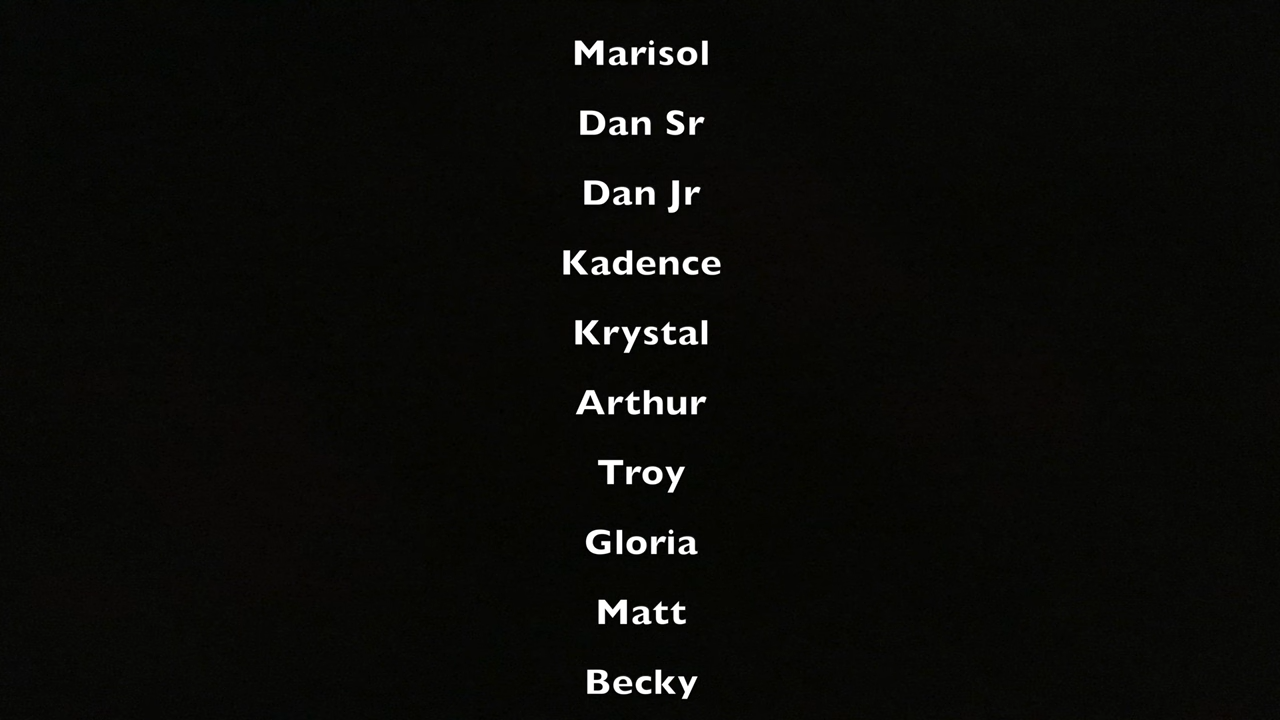 Marisol
Dan Sr
Dan Jr
Kadence
Krystal
Arthur
Troy
Gloria
Matt
Becky